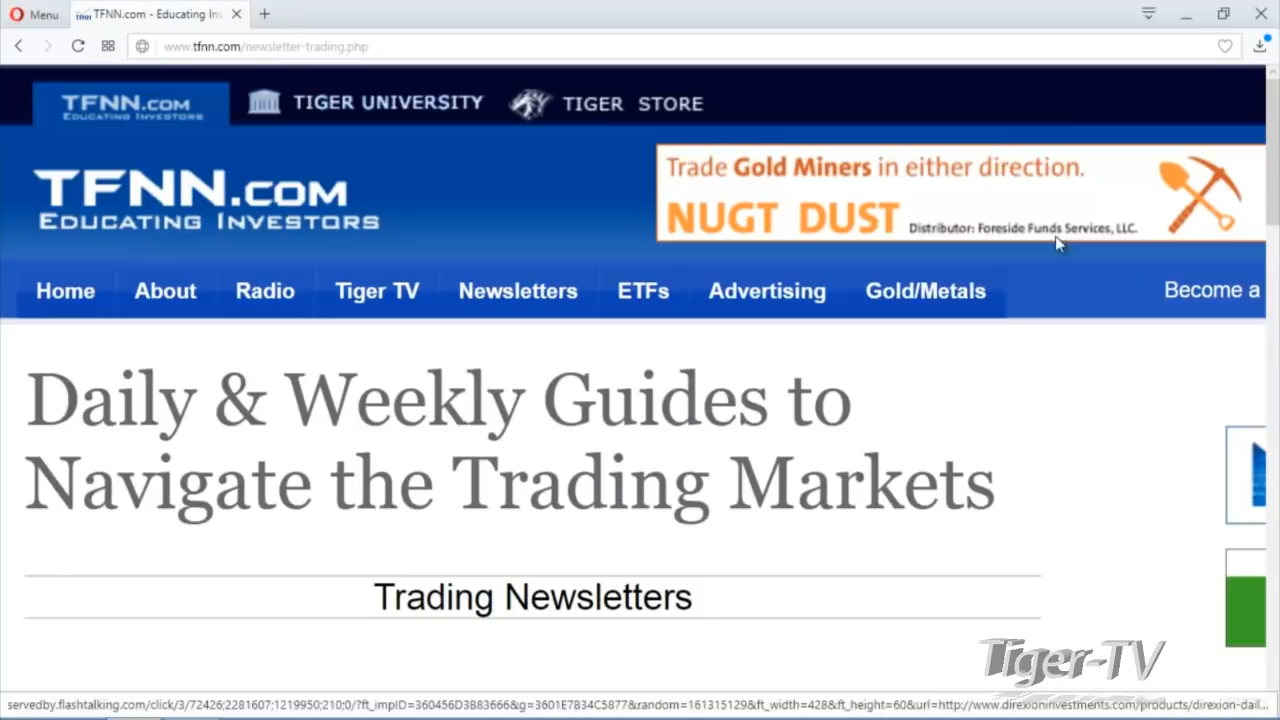 Menu
TFNN.com - Educating In
www.tfnn.com/newsletter-trading.php
TFNN.COM
EDUCATING INVESTORS
TIGER UNIVERSITY
TIGER STORE
TFNN.COM
EDUCATING INVESTORS
Trade Gold Miners in either direction.
NUGT DUST Distributor: Foreside Funds Services, LLC.
Home About Radio Tiger TV Newsletters ETFs Advertising Gold/Metals Become a
Daily & Weekly Guides to
Navigate the Trading Markets
Trading Newsletters
Tiger-TV
servedby.flashtalking.com/click/3/72426;2281607;1219950;210;0/?ft_impID=360456D3B83666&g=3601E7B34C5877&random=161315129&ft_width=428&ft_height=60&url=http://www.direxioninvestments.com/products/direxion-dail...